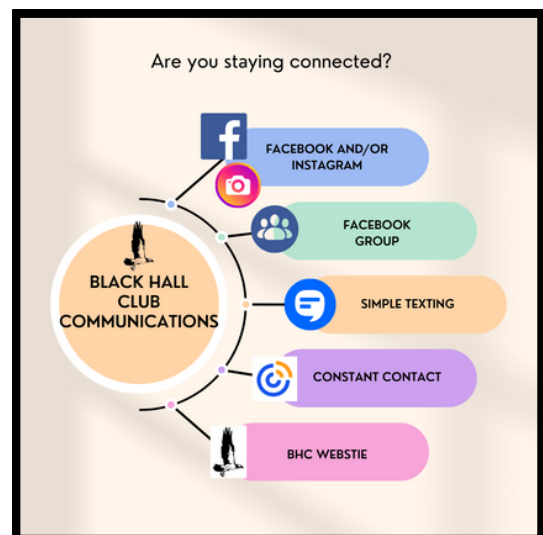 Are you staying connected?
FACEBOOK AND/OR
INSTAGRAM
FACEBOOK
GROUP
BLACK HALL
CLUB
COMMUNICATIONS
SIMPLE TEXTING
CONSTANT CONTACT
BHC WEBSTIE